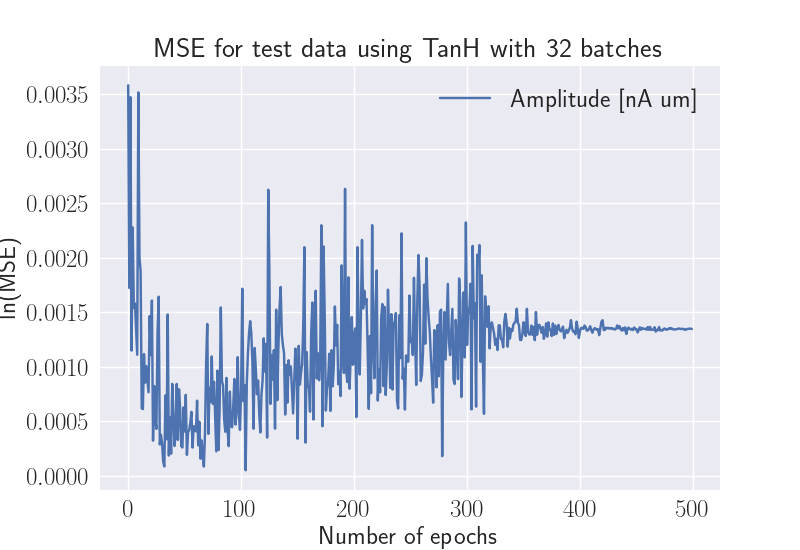 MSE for test data using TanH with 32 batches
Amplitude [nA um]
ln(MSE)
0.0035
0.0030
0.0025
0.0020
0.0015
0.0010
0.0005
0.0000
0 100 200 300 400 500
Number of epochs